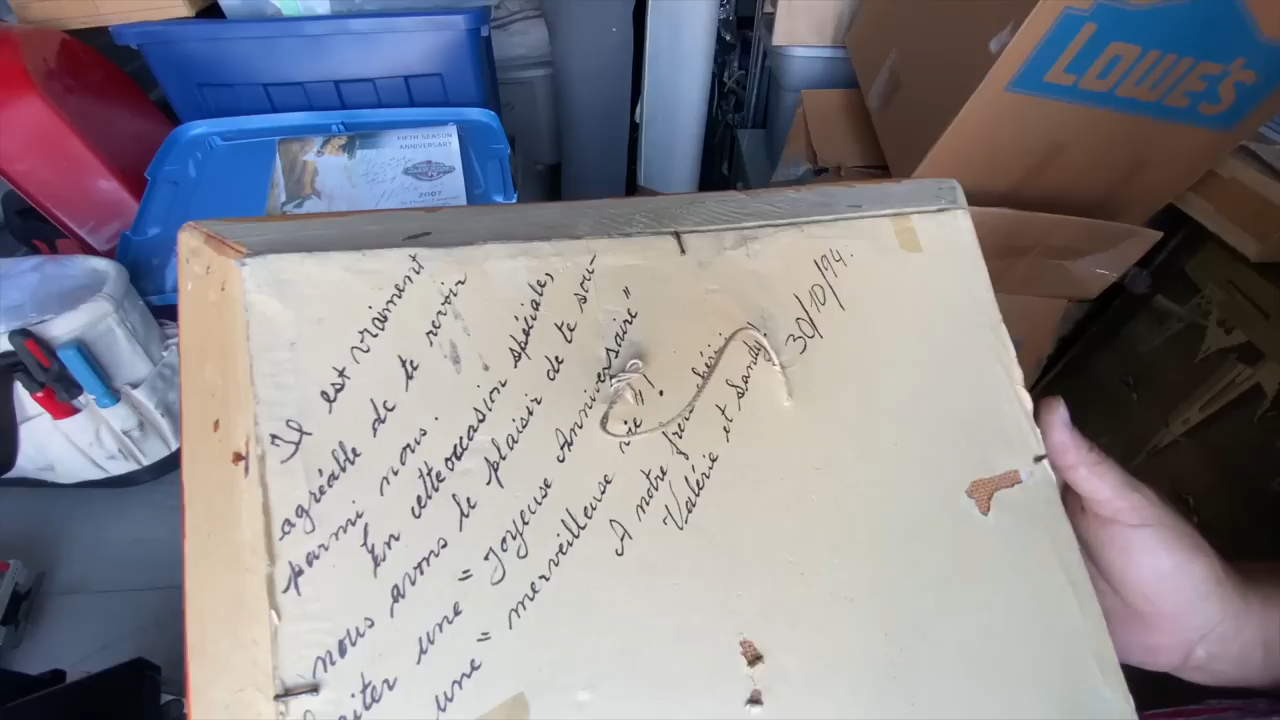 LOWE'S
FIFTH SEASON
ANNIVERSARY
2007
30/10/94.
Il est vraiment
agréable de te revoir
parmi nous.
En cette occasion spéciale,
nous avons le plaisir de te sou-
aiter une " Joyeuse Anniversaire "
une " merveilleuse vie "!
A notre frère chéri
Valérie et Sandy!